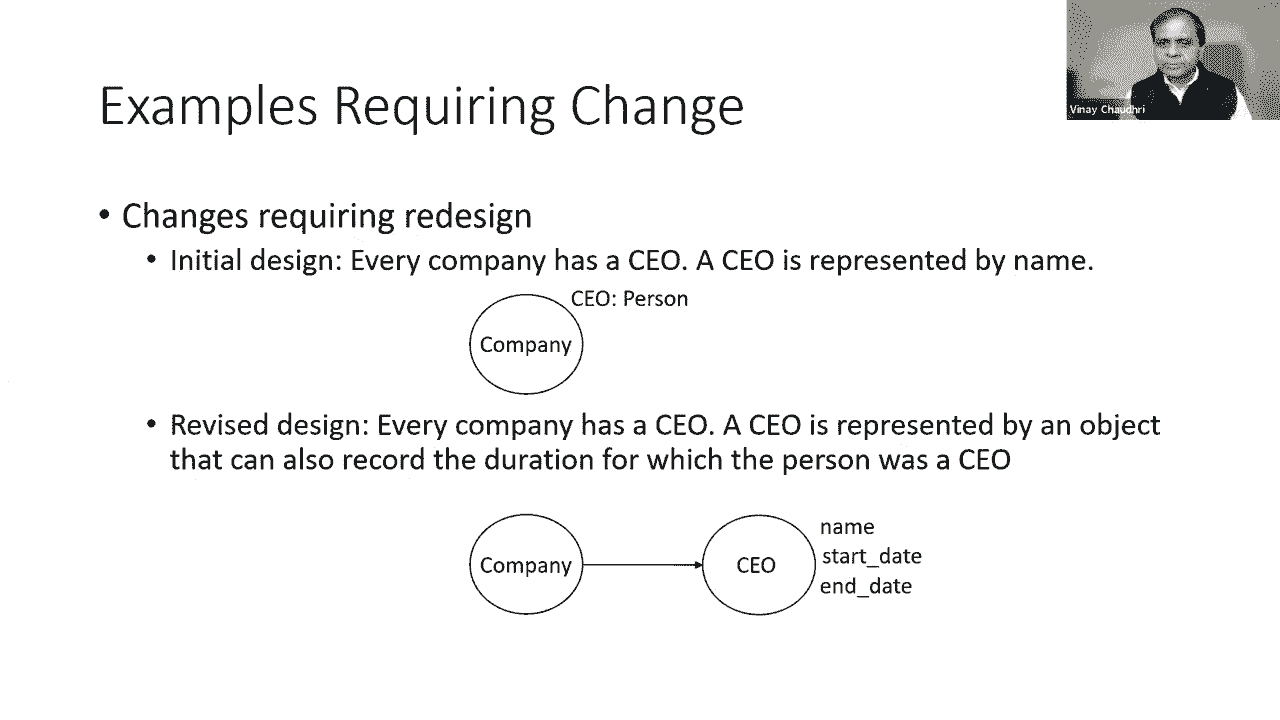 Examples Requiring Change
Vinay Chaudhri
• Changes requiring redesign
• Initial design: Every company has a CEO. A CEO is represented by name.
CEO: Person
Company
• Revised design: Every company has a CEO. A CEO is represented by an object
that can also record the duration for which the person was a CEO
Company
CEO
name
start_date
end_date